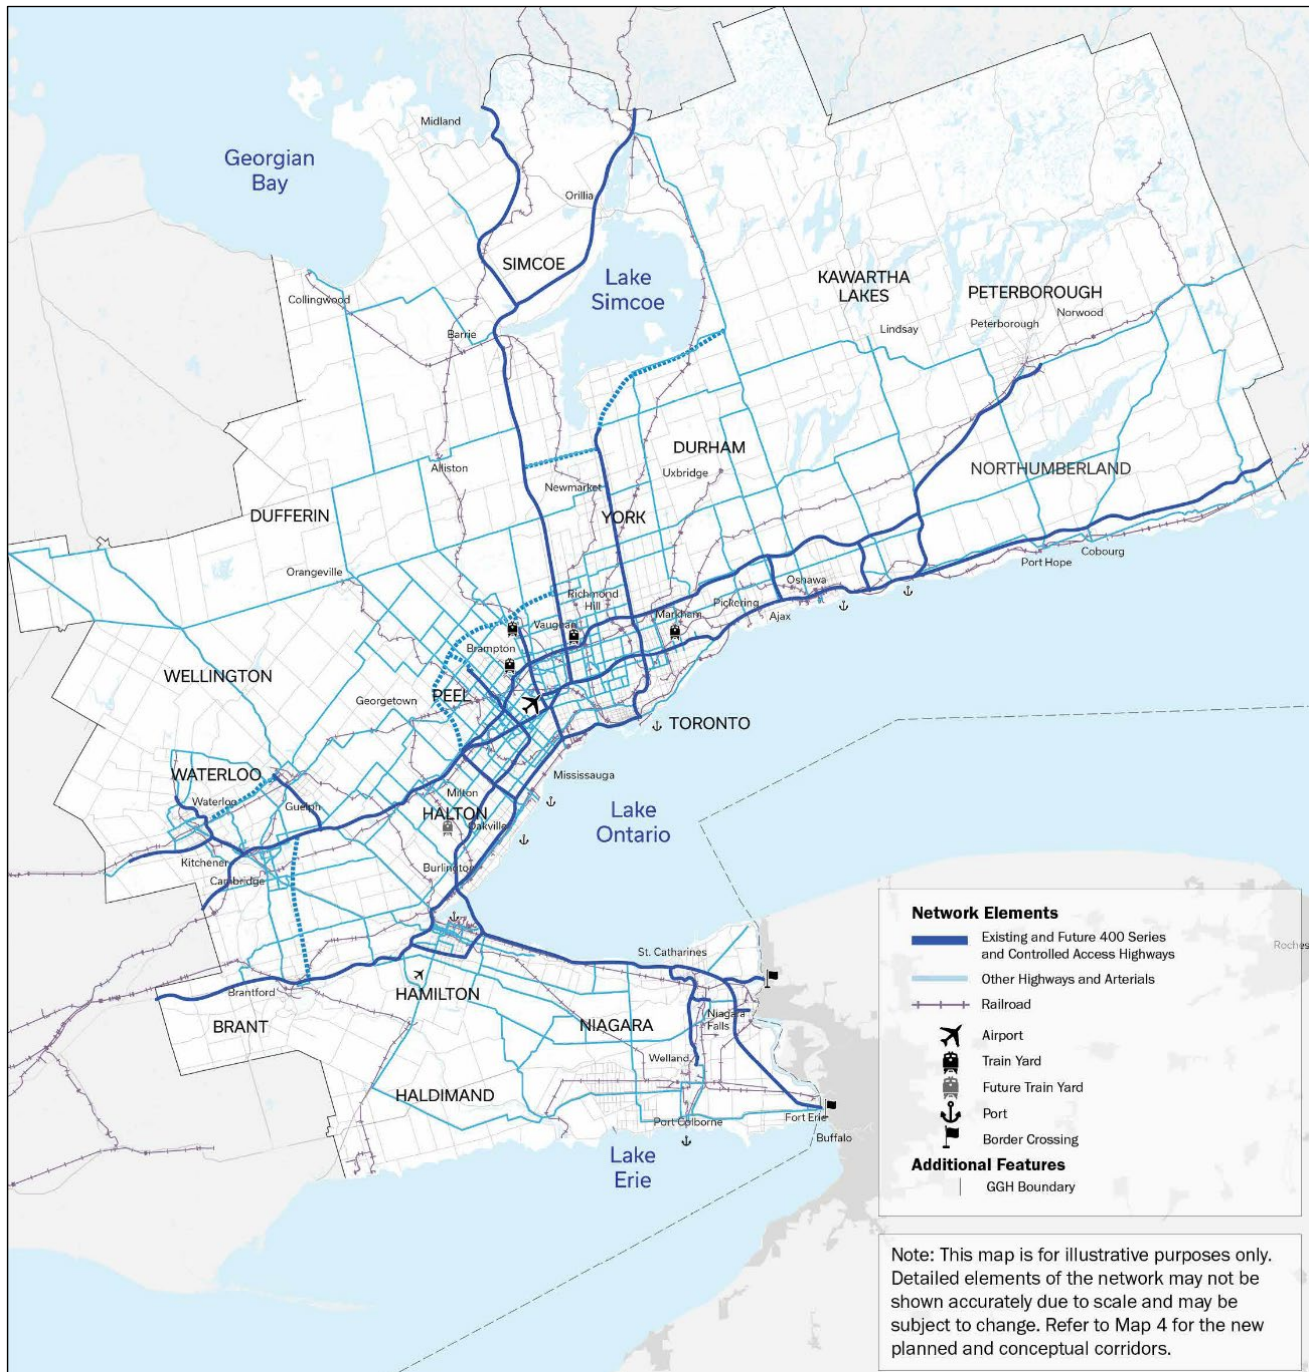 Midland
Georgian
Bay
Orillia
SIMCOE
Lake
Simcoe
KAWARTHA
LAKES
PETERBOROUGH
Norwood
Peterborough
Lindsay
Collingwood
Barrie
DURHAM
Uxbridge
Alliston
Newmarket
NORTHUMBERLAND
DUFFERIN
YORK
Orangeville
Cobourg
Port Hope
Oshawa
Richmond
Hill
Pickering
Ajax
Markham
Vaughan
Brampton
WELLINGTON
PEEL
Georgetown
TORONTO
WATERLOO
Waterloo
Mississauga
Milton
Guelph
HALTON
Oakville
Lake
Ontario
Kitchener
Cambridge
Burlington
St. Catharines
Brantford
HAMILTON
BRANT
NIAGARA
Niagara
Falls
Welland
HALDIMAND
Port Colborne
Fort Erie
Buffalo
Lake
Erie
Roches
Network Elements
Existing and Future 400 Series
and Controlled Access Highways
Other Highways and Arterials
Railroad
Airport
Train Yard
Future Train Yard
Port
Border Crossing
Additional Features
GGH Boundary
Note: This map is for illustrative purposes only.
Detailed elements of the network may not be
shown accurately due to scale and may be
subject to change. Refer to Map 4 for the new
planned and conceptual corridors.